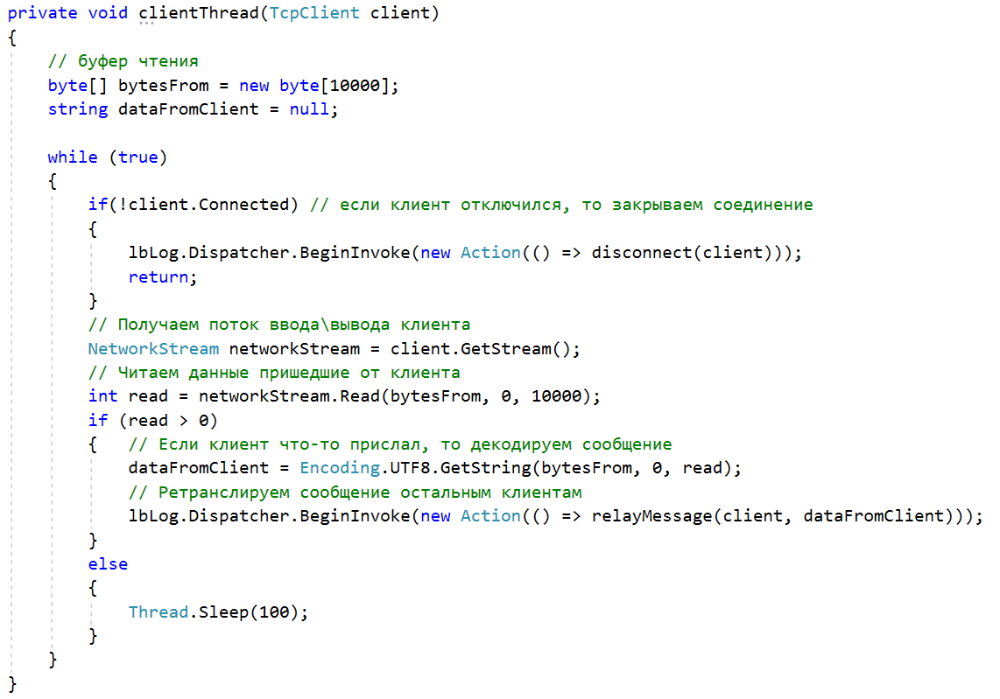 private void clientThread(TcpClient client)
{
    // буфер чтения
    byte[] bytesFrom = new byte[10000];
    string dataFromClient = null;

    while (true)
    {
        if(!client.Connected) // если клиент отключился, то закрываем соединение
        {
            lbLog.Dispatcher.BeginInvoke(new Action(() => disconnect(client)));
            return;
        }
        // Получаем поток ввода\вывода клиента
        NetworkStream networkStream = client.GetStream();
        // Читаем данные пришедшие от клиента
        int read = networkStream.Read(bytesFrom, 0, 10000);
        if (read > 0)
        {   // Если клиент что-то прислал, то декодируем сообщение
            dataFromClient = Encoding.UTF8.GetString(bytesFrom, 0, read);
            // Ретранслируем сообщение остальным клиентам
            lbLog.Dispatcher.BeginInvoke(new Action(() => relayMessage(client, dataFromClient)));
        }
        else
        {
            Thread.Sleep(100);
        }
    }
}